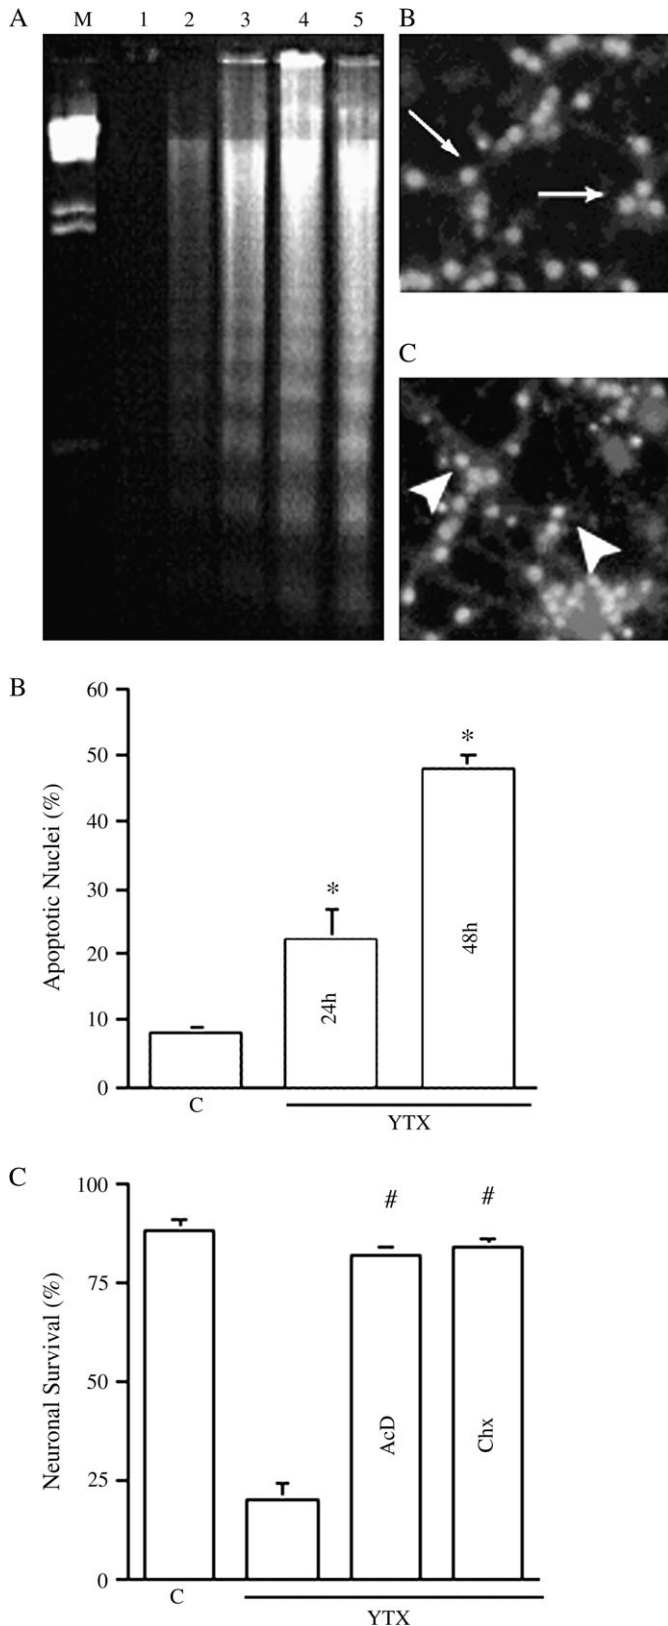 A M 1 2 3 4 5
B
C
B
Apoptotic Nuclei (%)
60
50
40
30
20
10
0
*
*
24h
48h
C
YTX
C
Neuronal Survival (%)
100
75
50
25
0
#
#
AcD
Chx
C
YTX